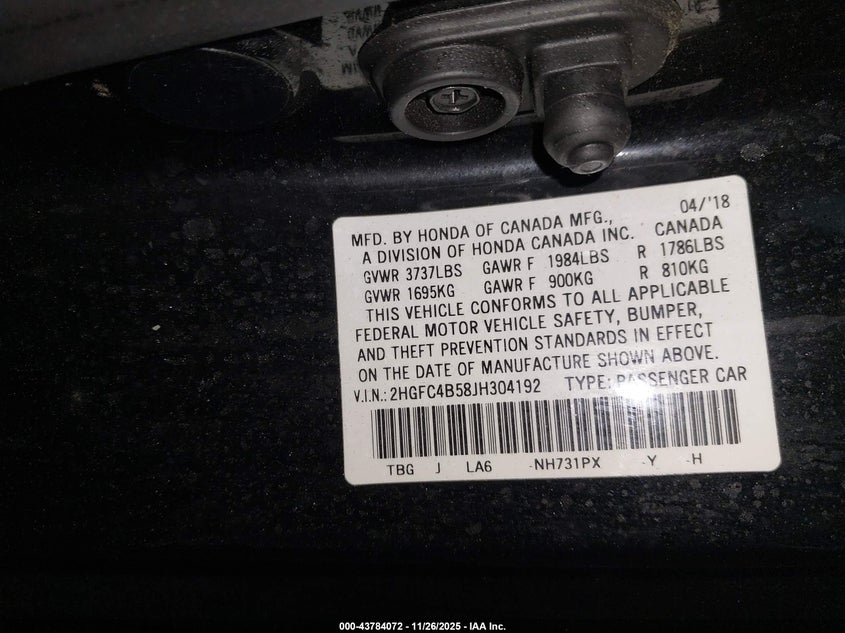 MFD. BY HONDA OF CANADA MFG., 04/'18
A DIVISION OF HONDA CANADA INC. CANADA
GVWR 3737LBS GAWR F 1984LBS R 1786LBS
GVWR 1695KG GAWR F 900KG R 810KG
THIS VEHICLE CONFORMS TO ALL APPLICABLE
FEDERAL MOTOR VEHICLE SAFETY, BUMPER,
AND THEFT PREVENTION STANDARDS IN EFFECT
ON THE DATE OF MANUFACTURE SHOWN ABOVE.
V.I.N.: 2HGFC4B58JH304192 TYPE: PASSENGER CAR
TBG J LA6 -NH731PX -Y -H
000-43784072 - 11/26/2025 - IAA Inc.